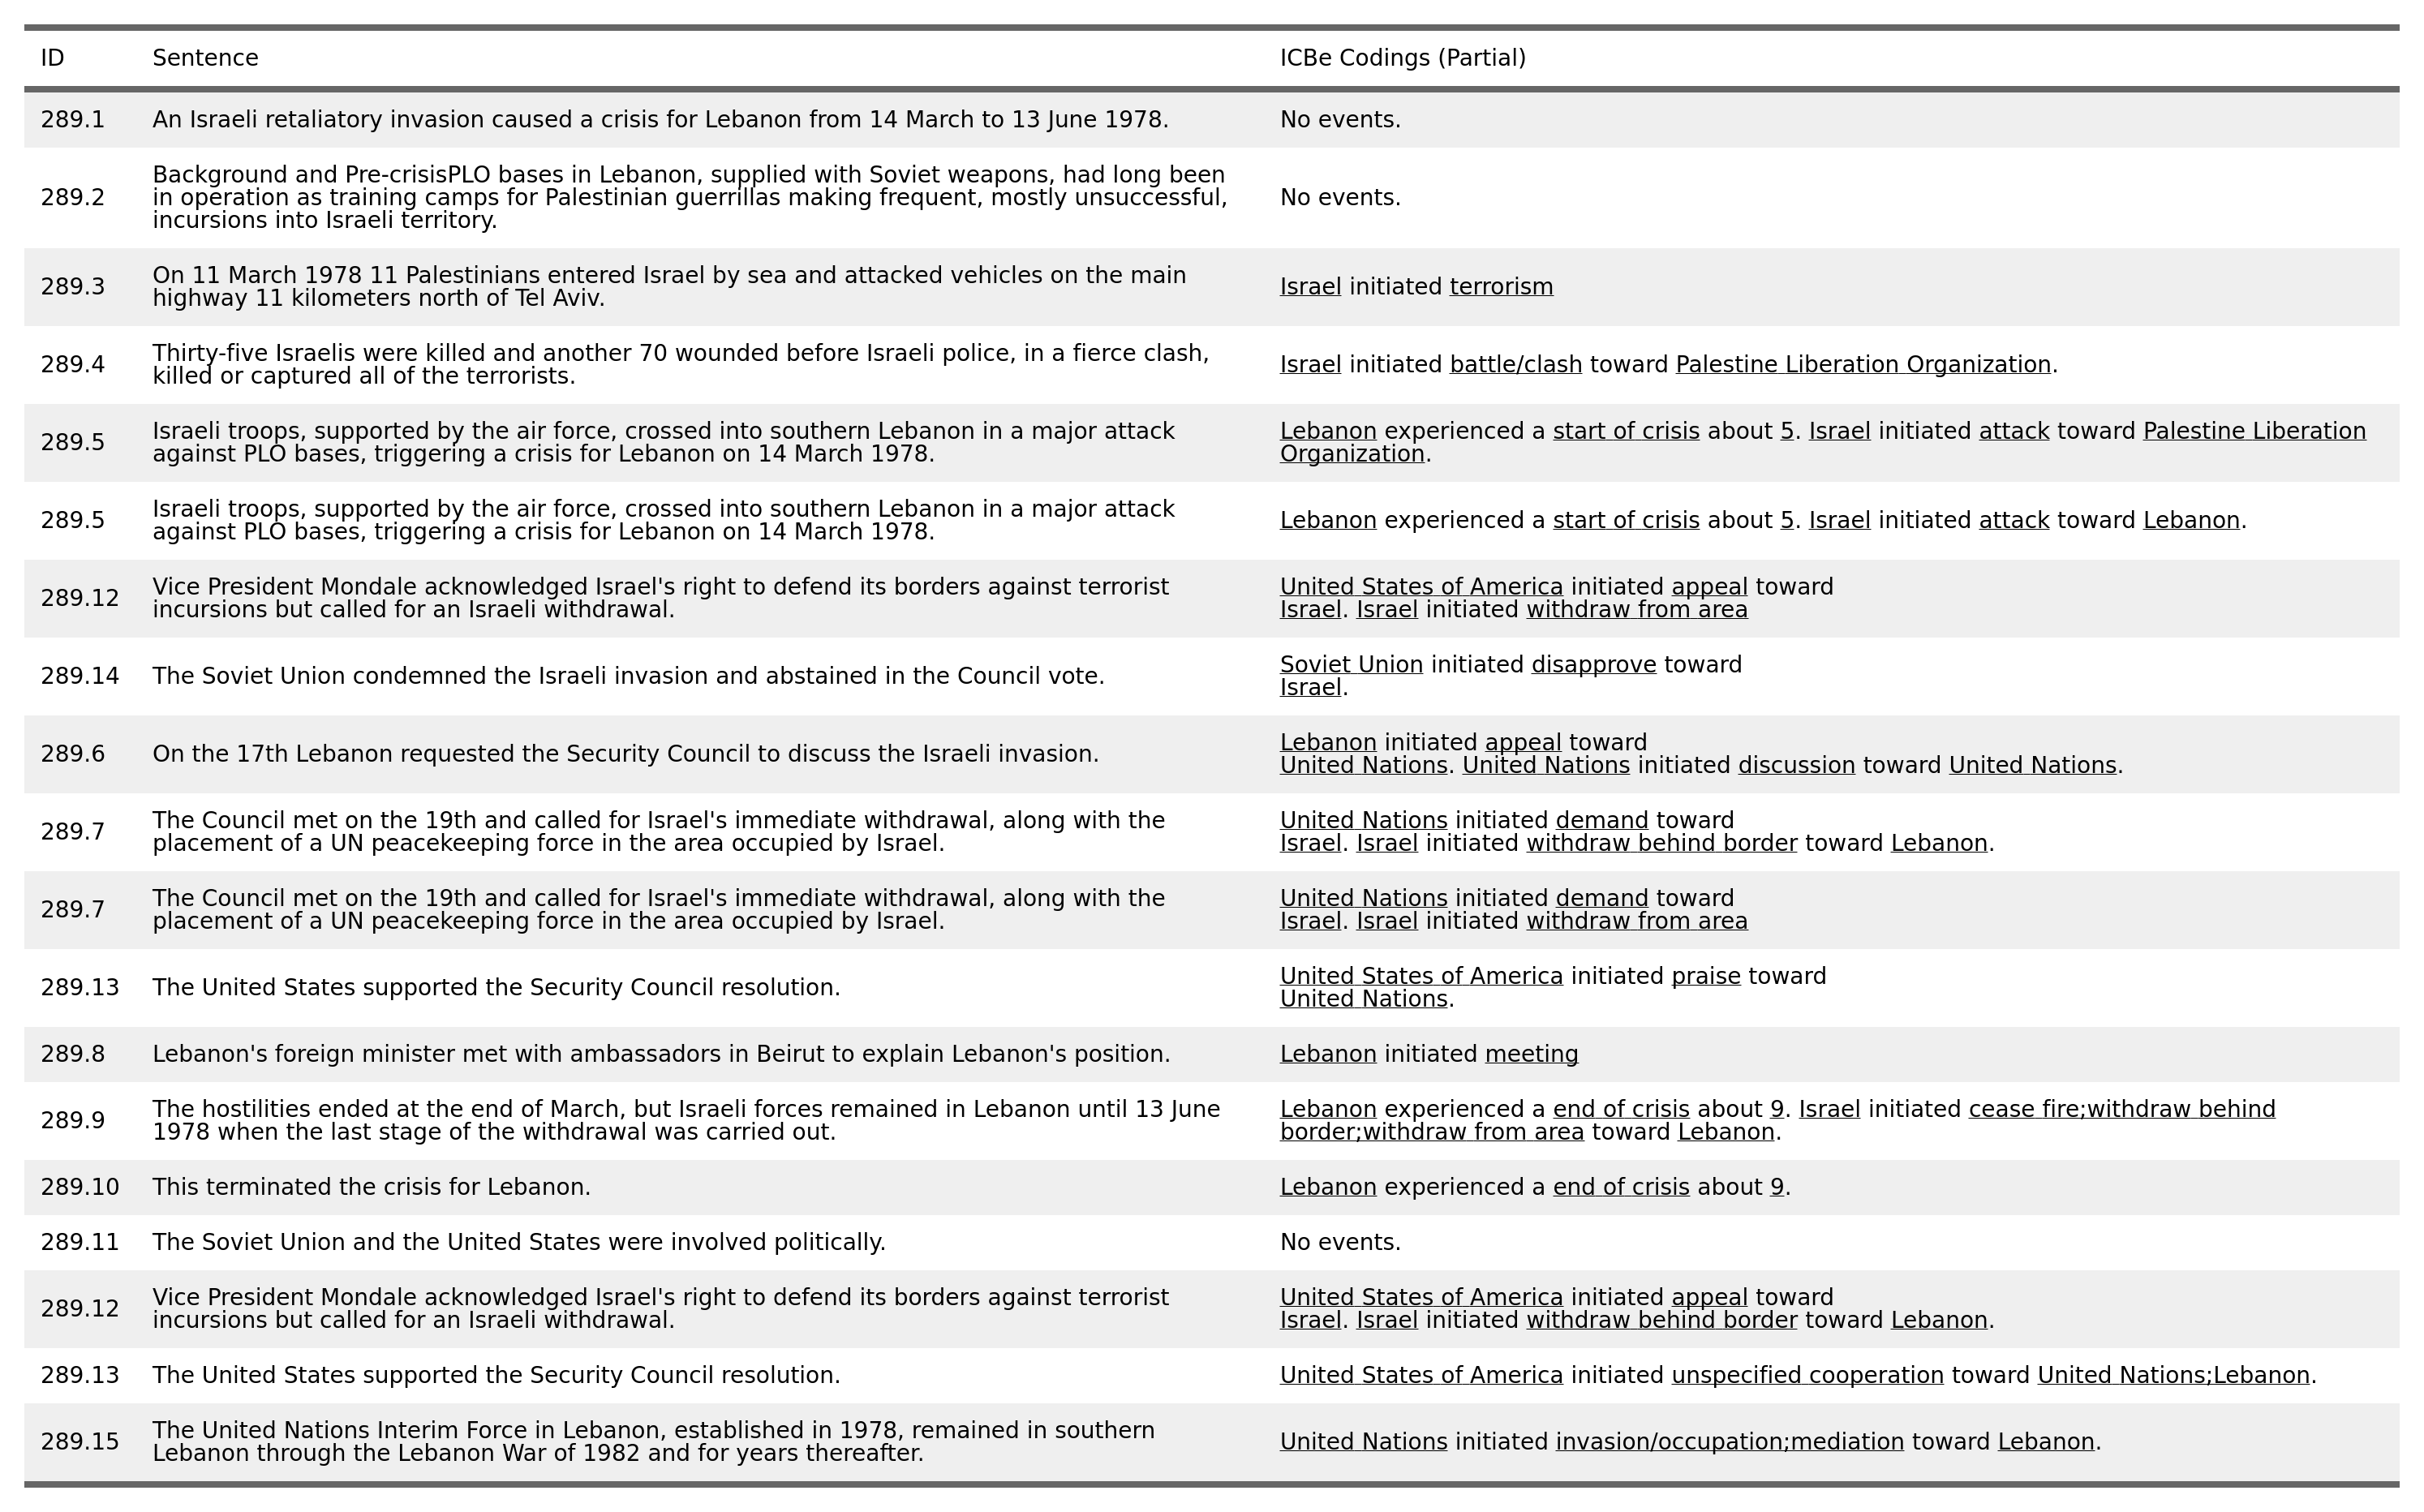 ID Sentence ICBe Codings (Partial)
289.1 An Israeli retaliatory invasion caused a crisis for Lebanon from 14 March to 13 June 1978. No events.
Background and Pre-crisisPLO bases in Lebanon, supplied with Soviet weapons, had long been
289.2 in operation as training camps for Palestinian guerrillas making frequent, mostly unsuccessful, No events.
incursions into Israeli territory.
289.3 On 11 March 1978 11 Palestinians entered Israel by sea and attacked vehicles on the main
highway 11 kilometers north of Tel Aviv.
Israel initiated terrorism
289.4 Thirty-five Israelis were killed and another 70 wounded before Israeli police, in a fierce clash,
killed or captured all of the terrorists.
Israel initiated battle/clash toward Palestine Liberation Organization.
289.5 Israeli troops, supported by the air force, crossed into southern Lebanon in a major attack
against PLO bases, triggering a crisis for Lebanon on 14 March 1978.
Lebanon experienced a start of crisis about 5. Israel initiated attack toward Palestine Liberation
Organization.
289.5 Israeli troops, supported by the air force, crossed into southern Lebanon in a major attack
against PLO bases, triggering a crisis for Lebanon on 14 March 1978.
Lebanon experienced a start of crisis about 5. Israel initiated attack toward Lebanon.
289.12 Vice President Mondale acknowledged Israel's right to defend its borders against terrorist
incursions but called for an Israeli withdrawal.
United States of America initiated appeal toward
Israel. Israel initiated withdraw from area
289.14 The Soviet Union condemned the Israeli invasion and abstained in the Council vote.
Soviet Union initiated disapprove toward
Israel.
289.6 On the 17th Lebanon requested the Security Council to discuss the Israeli invasion.
Lebanon initiated appeal toward
United Nations. United Nations initiated discussion toward United Nations.
289.7 The Council met on the 19th and called for Israel's immediate withdrawal, along with the
placement of a UN peacekeeping force in the area occupied by Israel.
United Nations initiated demand toward
Israel. Israel initiated withdraw behind border toward Lebanon.
289.7 The Council met on the 19th and called for Israel's immediate withdrawal, along with the
placement of a UN peacekeeping force in the area occupied by Israel.
United Nations initiated demand toward
Israel. Israel initiated withdraw from area
289.13 The United States supported the Security Council resolution.
United States of America initiated praise toward
United Nations.
289.8 Lebanon's foreign minister met with ambassadors in Beirut to explain Lebanon's position. Lebanon initiated meeting
289.9 The hostilities ended at the end of March, but Israeli forces remained in Lebanon until 13 June
1978 when the last stage of the withdrawal was carried out.
Lebanon experienced a end of crisis about 9. Israel initiated cease fire;withdraw behind
border;withdraw from area toward Lebanon.
289.10 This terminated the crisis for Lebanon. Lebanon experienced a end of crisis about 9.
289.11 The Soviet Union and the United States were involved politically. No events.
289.12 Vice President Mondale acknowledged Israel's right to defend its borders against terrorist
incursions but called for an Israeli withdrawal.
United States of America initiated appeal toward
Israel. Israel initiated withdraw behind border toward Lebanon.
289.13 The United States supported the Security Council resolution. United States of America initiated unspecified cooperation toward United Nations;Lebanon.
289.15 The United Nations Interim Force in Lebanon, established in 1978, remained in southern
Lebanon through the Lebanon War of 1982 and for years thereafter.
United Nations initiated invasion/occupation;mediation toward Lebanon.